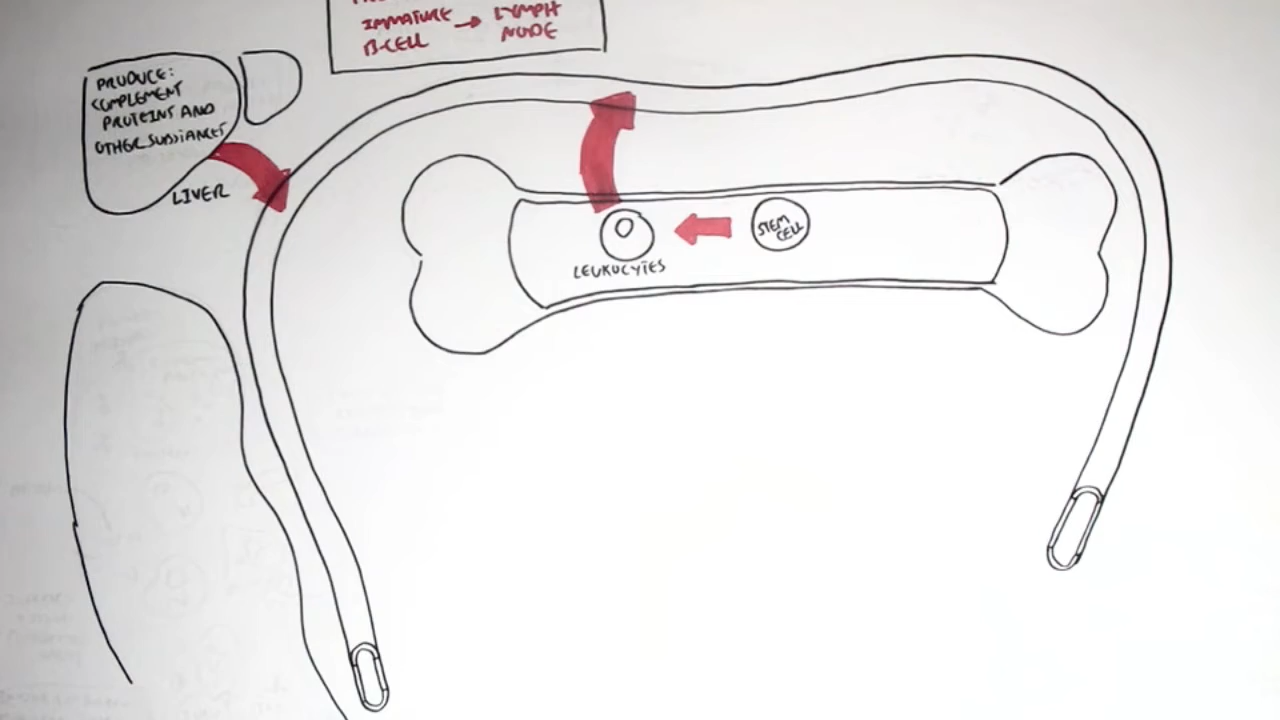 IMMATURE → LYMPH
B-CELL NODE
PRODUCE:
COMPLEMENT
PROTEINS AND
OTHER SUBSTANCES
LIVER
STEM
CELL
LEUKOCYTES